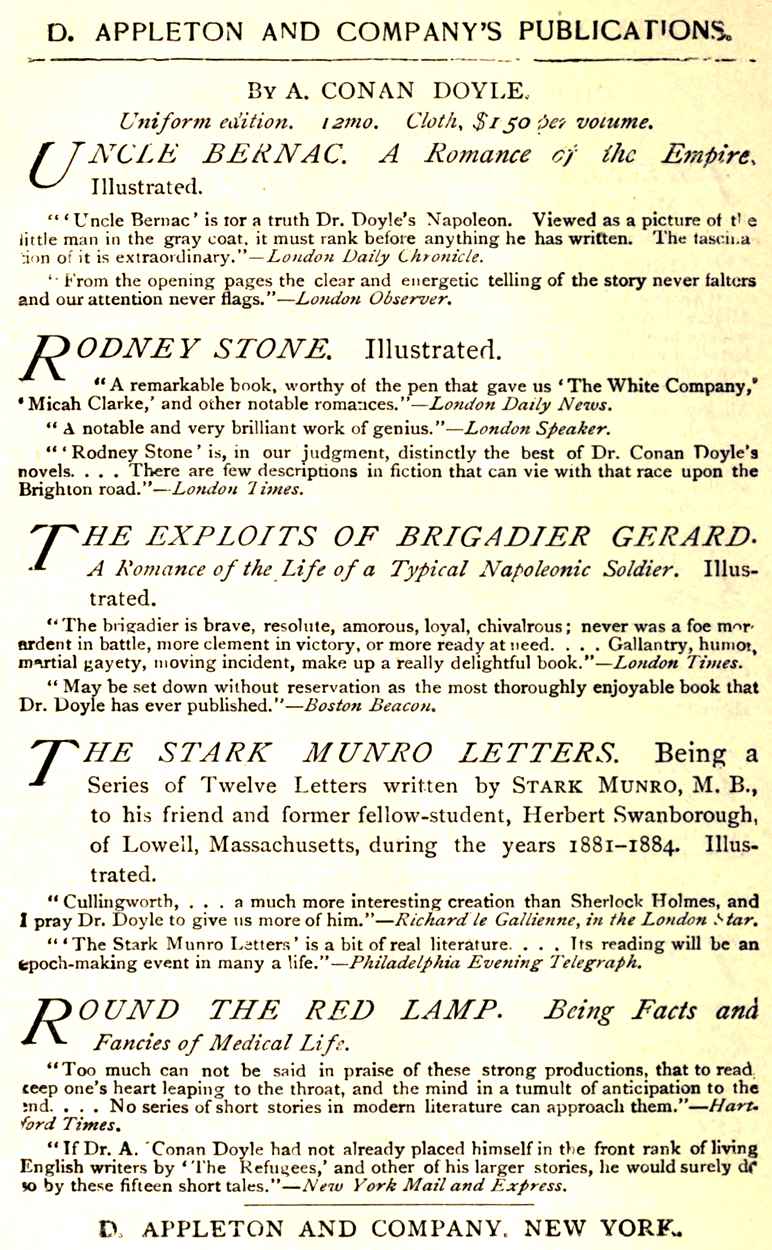 D. APPLETON AND COMPANY'S PUBLICATIONS.
BY A. CONAN DOYLE.
Uniform edition. 12mo. Cloth, $1 50 per volume.
UNCLE BERNAC. A Romance of the Empire.
Illustrated.
"'Uncle Bernac' is for a truth Dr. Doyle's Napoleon. Viewed as a picture of the
little man in the gray coat, it must rank before anything he has written. The fascina
tion of it is extraordinary."—London Daily Chronicle.
"From the opening pages the clear and energetic telling of the story never falters
and our attention never flags."—London Observer.
RODNEY STONE. Illustrated.
"A remarkable book, worthy of the pen that gave us 'The White Company,'
'Micah Clarke,' and other notable romances."—London Daily News.
"A notable and very brilliant work of genius."—London Speaker.
"'Rodney Stone' is, in our judgment, distinctly the best of Dr. Conan Doyle's
novels. . . . There are few descriptions in fiction that can vie with that race upon the
Brighton road."—London Times.
THE EXPLOITS OF BRIGADIER GERARD.
A Romance of the Life of a Typical Napoleonic Soldier. Illus-
trated.
"The brigadier is brave, resolute, amorous, loyal, chivalrous; never was a foe more
ardent in battle, more clement in victory, or more ready at need. . . . Gallantry, humor,
martial gayety, moving incident, make up a really delightful book."—London Times.
"May be set down without reservation as the most thoroughly enjoyable book that
Dr. Doyle has ever published."—Boston Beacon.
THE STARK MUNRO LETTERS. Being a
Series of Twelve Letters written by STARK MUNRO, M. B.,
to his friend and former fellow-student, Herbert Swanborough,
of Lowell, Massachusetts, during the years 1881-1884. Illus-
trated.
"Cullingworth, . . . a much more interesting creation than Sherlock Holmes, and
I pray Dr. Doyle to give us more of him."—Richard le Gallienne, in the London Star.
"'The Stark Munro Letters' is a bit of real literature. . . . Its reading will be an
epoch-making event in many a life."—Philadelphia Evening Telegraph.
ROUND THE RED LAMP. Being Facts and
Fancies of Medical Life.
"Too much can not be said in praise of these strong productions, that to read,
keep one's heart leaping to the throat, and the mind in a tumult of anticipation to the
end. . . . No series of short stories in modern literature can approach them."—Hart-
ford Times.
"If Dr. A. Conan Doyle had not already placed himself in the front rank of living
English writers by 'The Refugees,' and other of his larger stories, he would surely do
so by these fifteen short tales."—New York Mail and Express.
D. APPLETON AND COMPANY, NEW YORK.